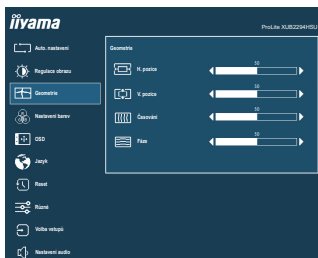 iiyama
ProLite XUB2294HSU
Auto. nastavení
Regulace obrazu
Geometrie
Nastavení barev
OSD
Jazyk
Reset
Různé
Volba vstupů
Nastavení audio
Geometrie
H. pozice
50
V. pozice
50
Časování
50
Fáze
50